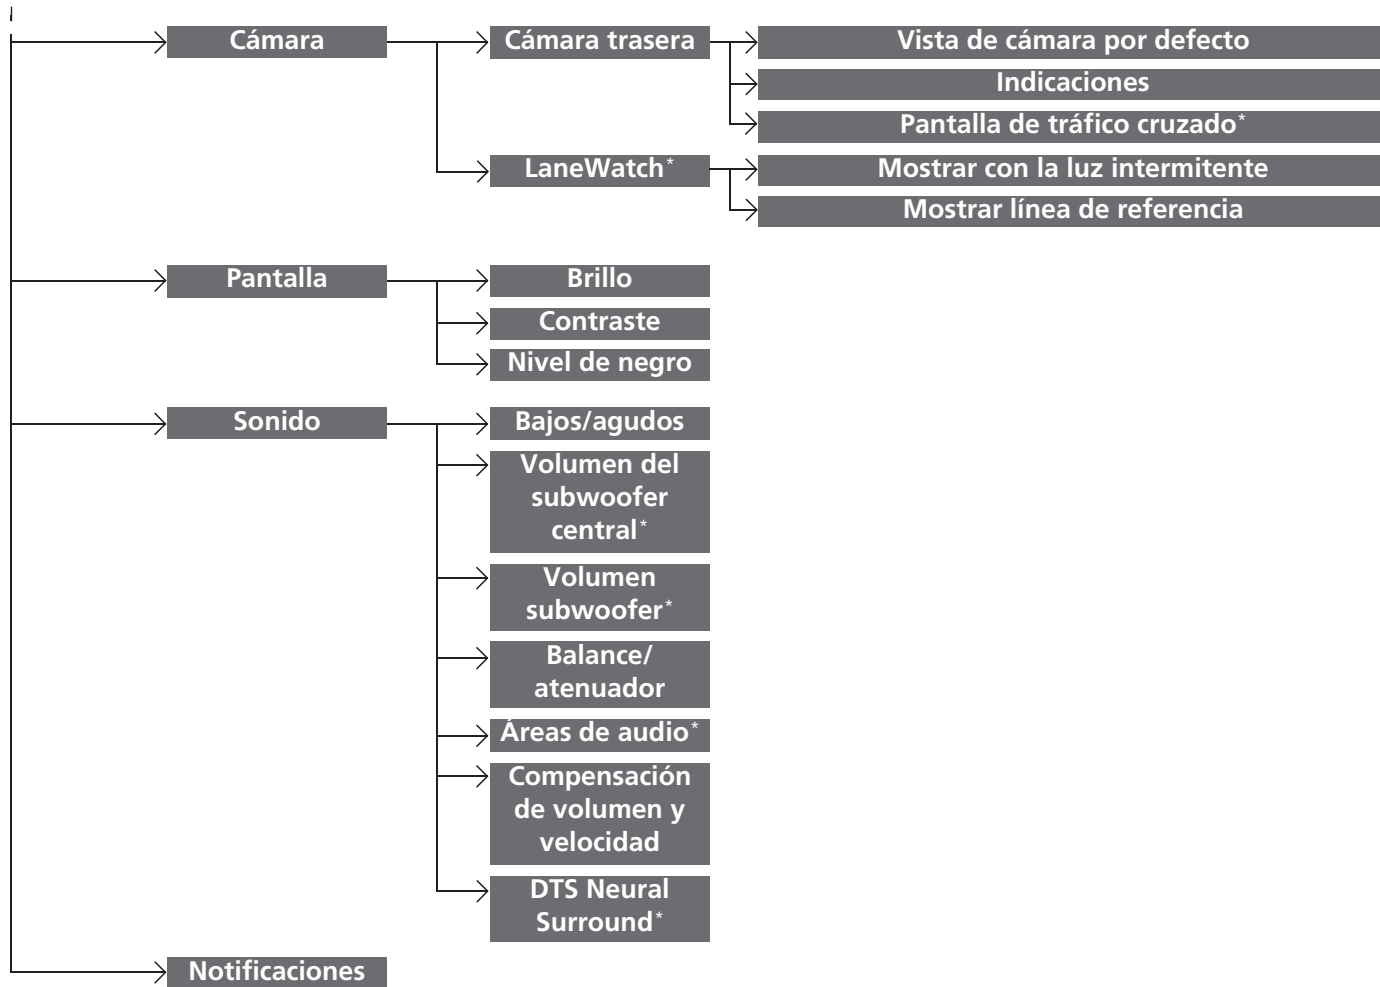 Cámara
Cámara trasera
Vista de cámara por defecto
Indicaciones
Pantalla de tráfico cruzado*
LaneWatch*
Mostrar con la luz intermitente
Mostrar línea de referencia
Pantalla
Brillo
Contraste
Nivel de negro
Sonido
Bajos/agudos
Volumen del
subwoofer
central*
Volumen
subwoofer*
Balance/
atenuador
Áreas de audio*
Compensación
de volumen y
velocidad
DTS Neural
Surround*
Notificaciones